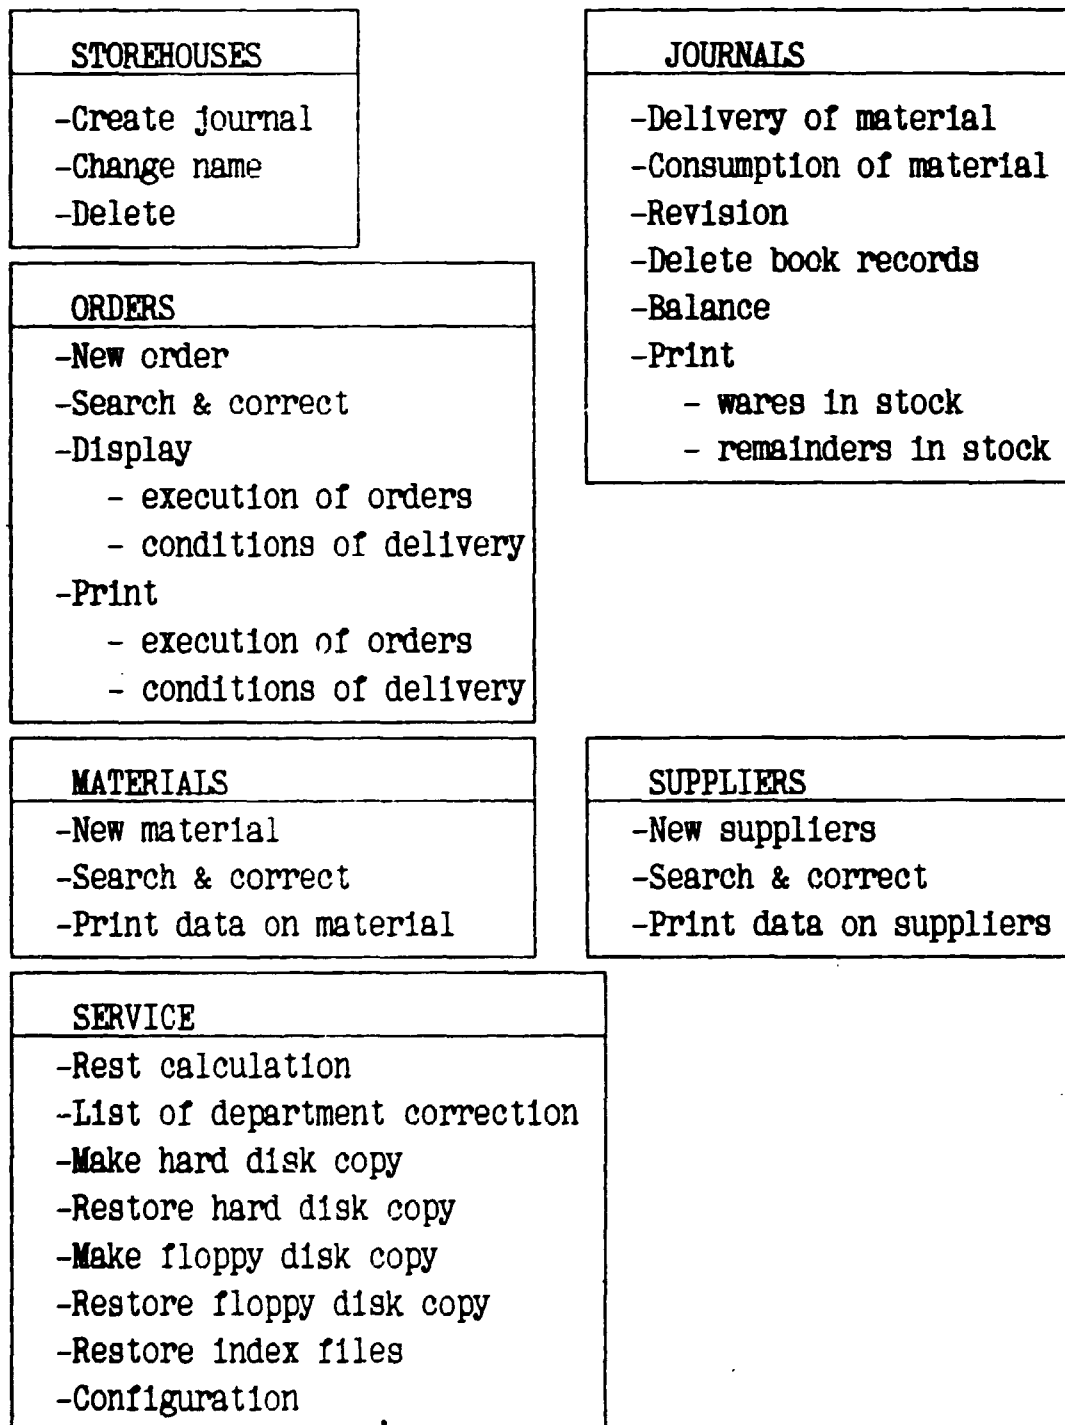 STOREHOUSES
-Create journal
-Change name
-Delete
JOURNALS
-Delivery of material
-Consumption of material
-Revision
-Delete book records
-Balance
-Print
- wares in stock
- remainders in stock
ORDERS
-New order
-Search & correct
-Display
- execution of orders
- conditions of delivery
-Print
- execution of orders
- conditions of delivery
MATERIALS
-New material
-Search & correct
-Print data on material
SUPPLIERS
-New suppliers
-Search & correct
-Print data on suppliers
SERVICE
-Rest calculation
-List of department correction
-Make hard disk copy
-Restore hard disk copy
-Make floppy disk copy
-Restore floppy disk copy
-Restore index files
-Configuration